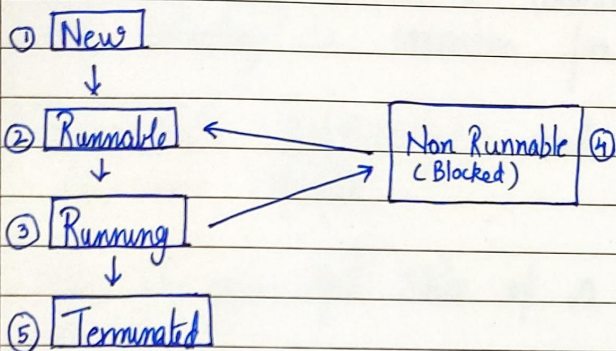 ① New
② Runnable
Non Runnable ④
(Blocked)
③ Running
⑤ Terminated